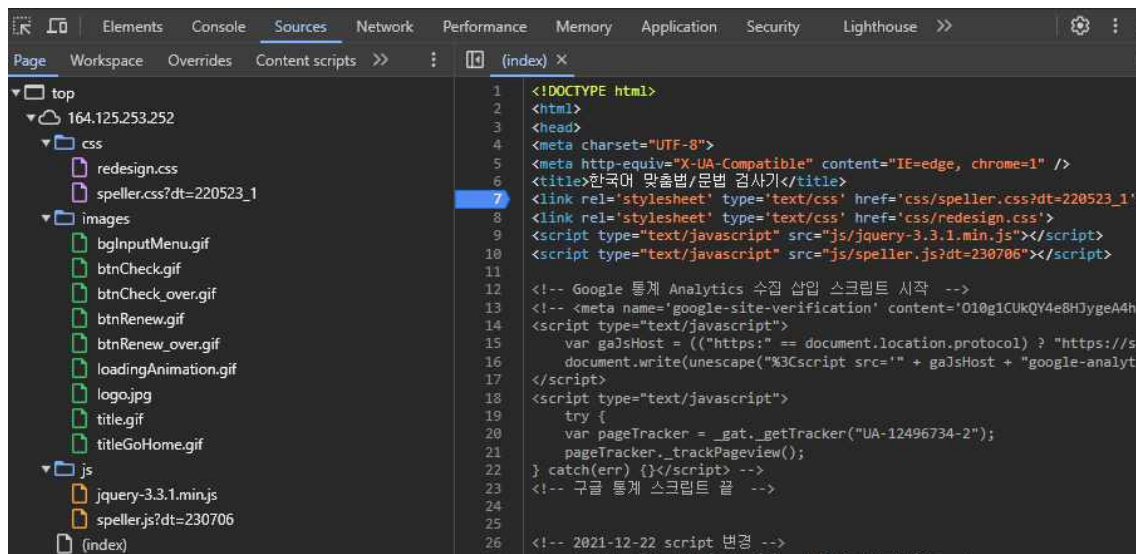 Elements Console Sources Network Performance Memory Application Security Lighthouse
Page Workspace Overrides Content scripts (index) ×
top
164.125.253.252
css
redesign.css
speller.css?dt=220523_1
images
bgInputMenu.gif
btnCheck.gif
btnCheck_over.gif
btnRenew.gif
btnRenew_over.gif
loadingAnimation.gif
logo.jpg
title.gif
titleGoHome.gif
js
jquery-3.3.1.min.js
speller.js?dt=230706
(index)
1 <!DOCTYPE html>
2 <html>
3 <head>
4 <meta charset="UTF-8">
5 <meta http-equiv="X-UA-Compatible" content="IE=edge, chrome=1" />
6 <title>한국어 맞춤법/문법 검사기</title>
7 <link rel='stylesheet' type='text/css' href='css/speller.css?dt=220523_1'
8 <link rel='stylesheet' type='text/css' href='css/redesign.css'>
9 <script type="text/javascript" src="js/jquery-3.3.1.min.js"></script>
10 <script type="text/javascript" src="js/speller.js?dt=230706"></script>
11
12 <!-- Google 통계 Analytics 수집 삽입 스크립트 시작 -->
13 <!-- <meta name='google-site-verification' content='O10g1CUkQY4e8HJygeA4h
14 <script type="text/javascript">
15 var gaJsHost = (("https:" == document.location.protocol) ? "https://s
16 document.write(unescape("%3Cscript src='" + gaJsHost + "google-analyt
17 </script>
18 <script type="text/javascript">
19 try {
20 var pageTracker = _gat._getTracker("UA-12496734-2");
21 pageTracker._trackPageview();
22 } catch(err) {}</script> -->
23 <!-- 구글 통계 스크립트 끝 -->
24
25
26 <!-- 2021-12-22 script 변경 -->